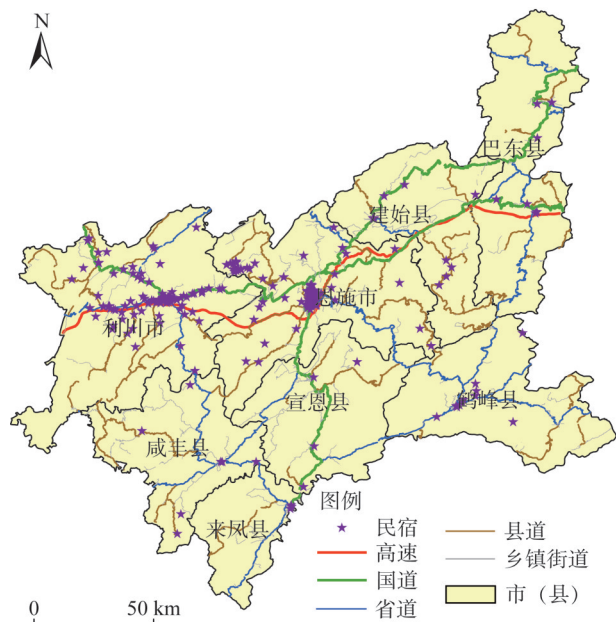 N
巴东县
建始县
恩施市
利川市
宣恩县
鹤峰县
咸丰县
来凤县
图例
民宿
高速
国道
省道
县道
乡镇街道
市（县）
0 50 km